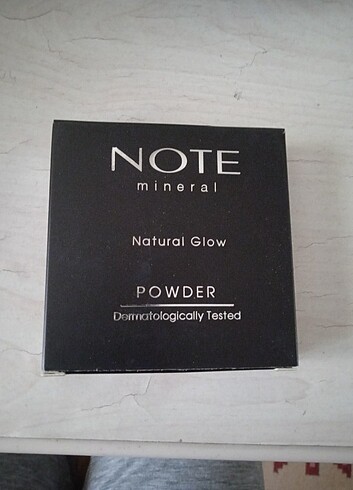 NOTE
mineral
Natural Glow
POWDER
Dermatologically Tested